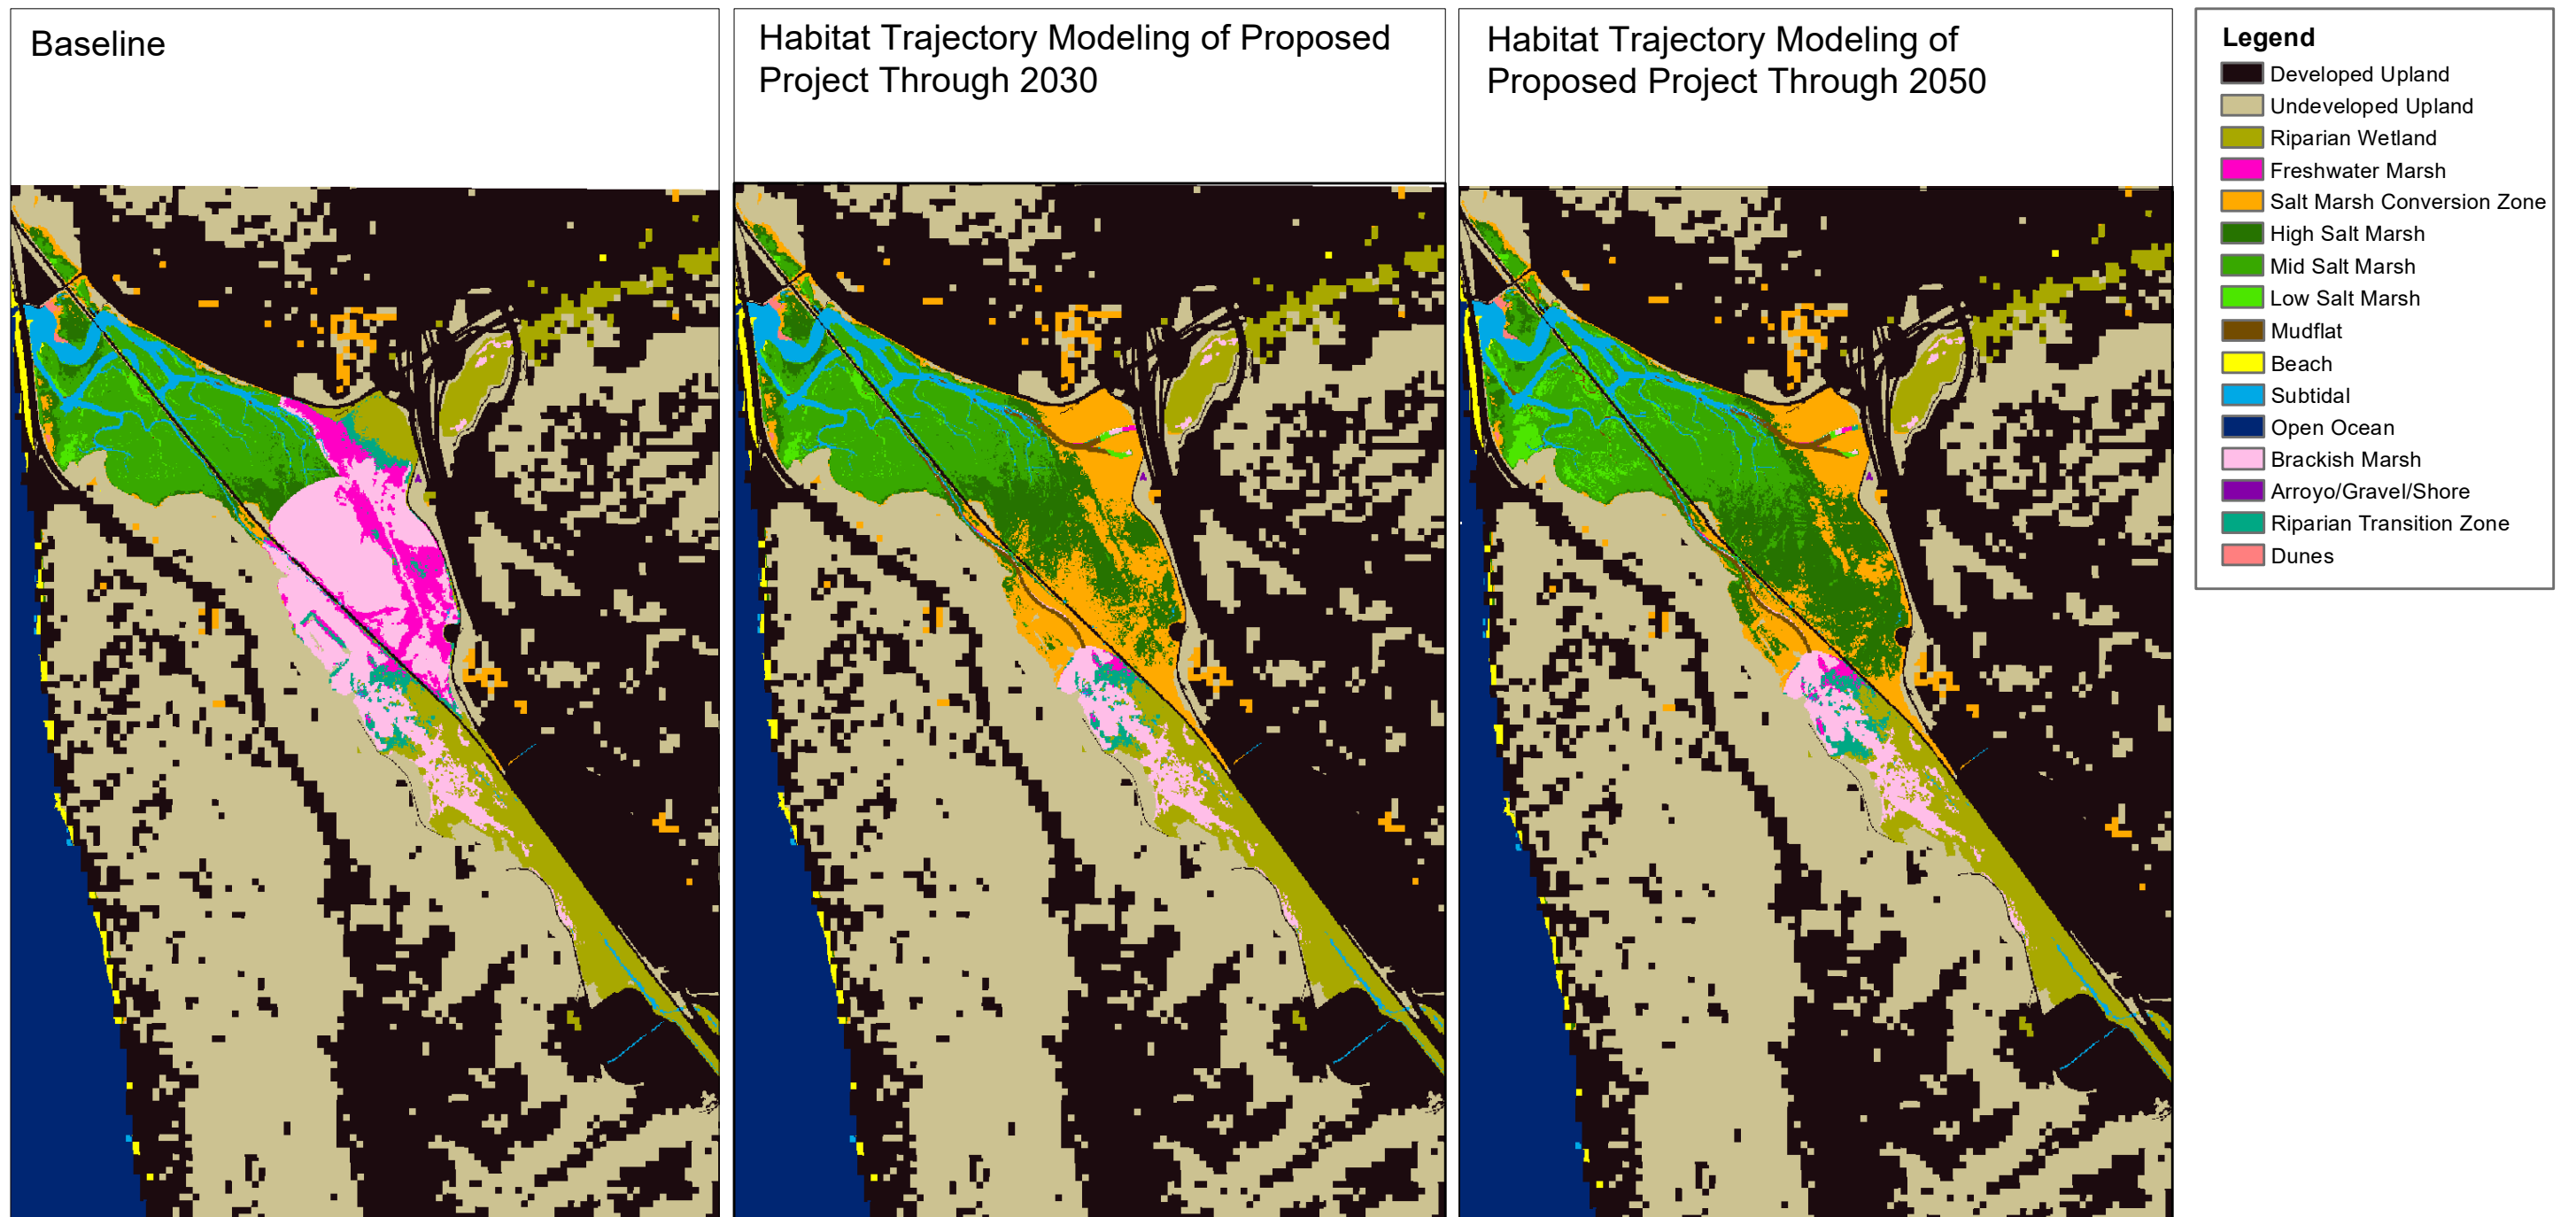 Baseline
Habitat Trajectory Modeling of Proposed
Project Through 2030
Habitat Trajectory Modeling of
Proposed Project Through 2050
Legend
Developed Upland
Undeveloped Upland
Riparian Wetland
Freshwater Marsh
Salt Marsh Conversion Zone
High Salt Marsh
Mid Salt Marsh
Low Salt Marsh
Mudflat
Beach
Subtidal
Open Ocean
Brackish Marsh
Arroyo/Gravel/Shore
Riparian Transition Zone
Dunes